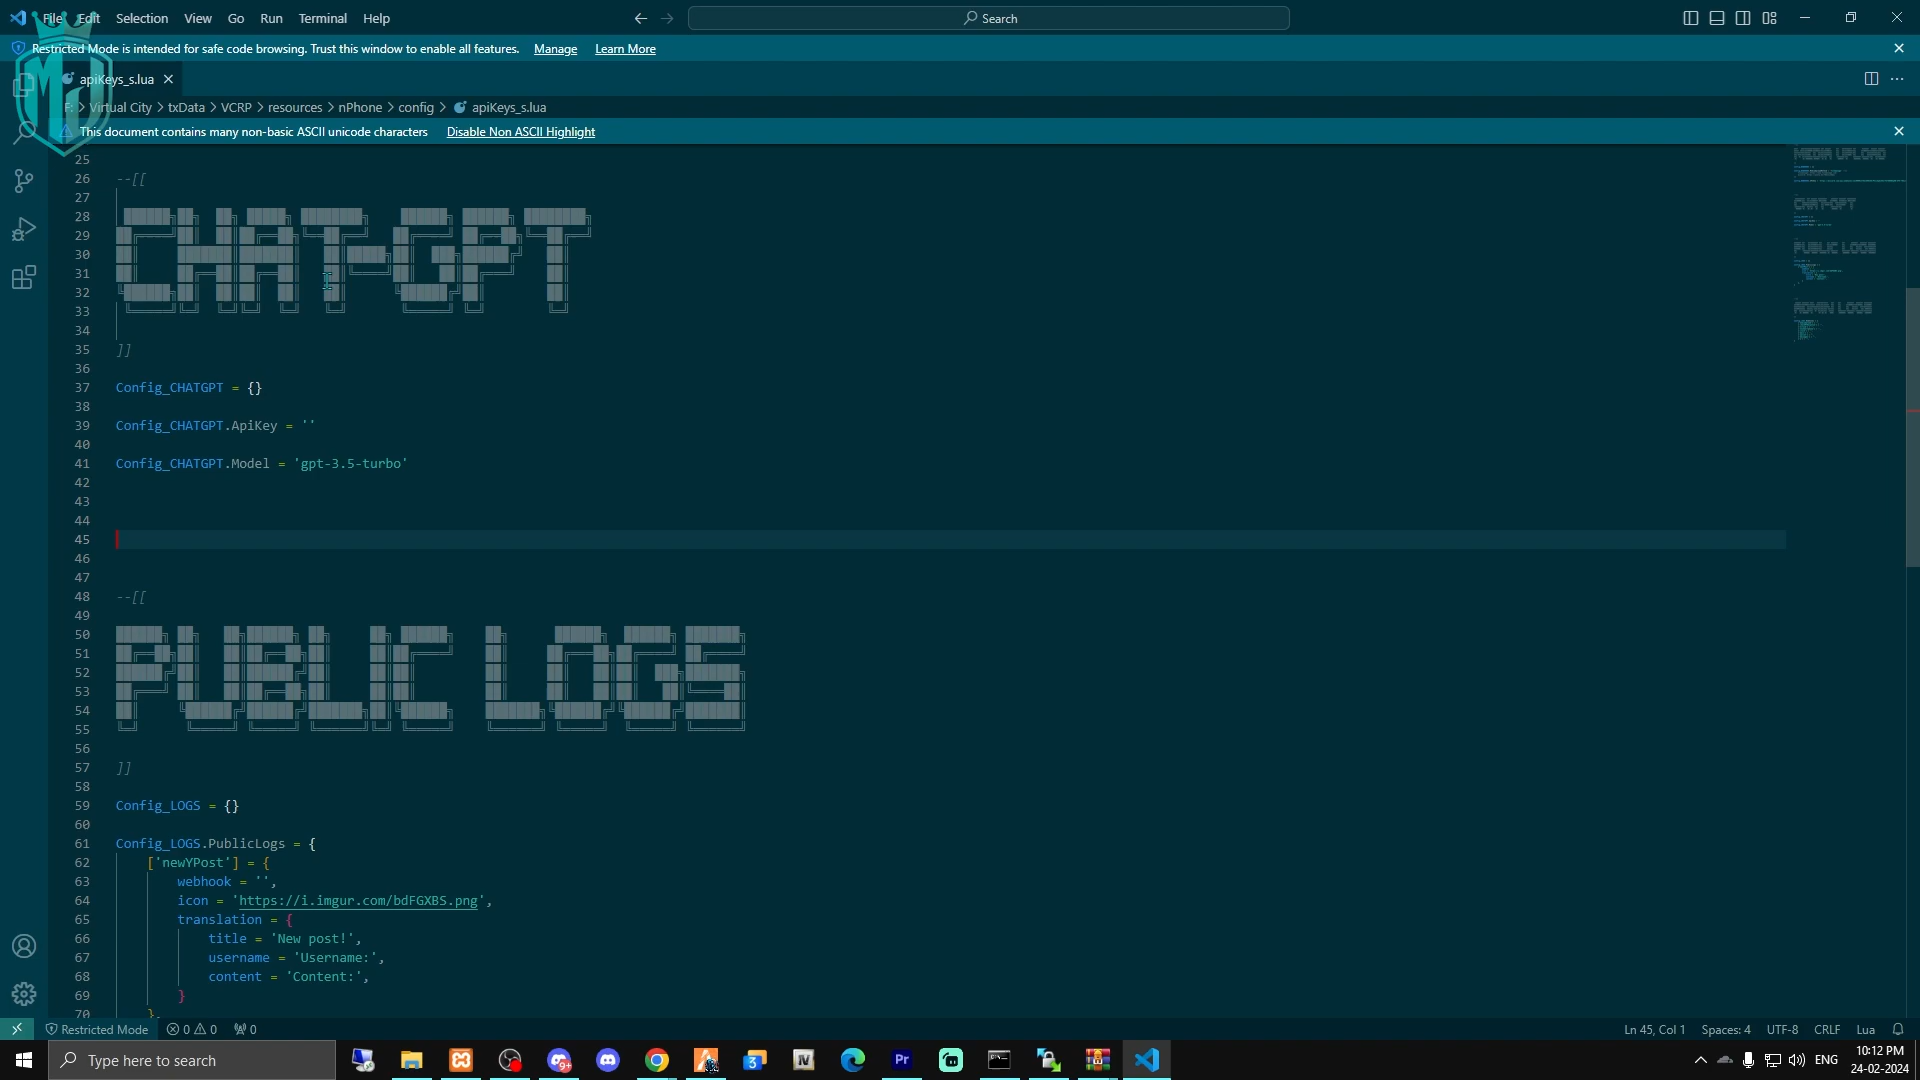 File Edit Selection View Go Run Terminal Help
Search
Restricted Mode is intended for safe code browsing. Trust this window to enable all features. Manage Learn More
apiKeys_s.lua
F: > Virtual City > txData > VCRP > resources > nPhone > config > apiKeys_s.lua
This document contains many non-basic ASCII unicode characters Disable Non ASCII Highlight
25
26 --[[
27
28
29
30
31
32
33
CHAT-GPT
34
35 ]]
36
37 Config_CHATGPT = {}
38
39 Config_CHATGPT.ApiKey = ''
40
41 Config_CHATGPT.Model = 'gpt-3.5-turbo'
42
43
44
45
46
47
48 --[[
49
50
51
52
53
54
55
PUBLIC LOGS
56
57 ]]
58
59 Config_LOGS = {}
60
61 Config_LOGS.PublicLogs = {
62 ['newYPost'] = {
63 webhook = '',
64 icon = 'https://i.imgur.com/bdFGXBS.png',
65 translation = {
66 title = 'New post!',
67 username = 'Username:',
68 content = 'Content:',
69 }
70 },
Restricted Mode 0 0 0
Ln 45, Col 1 Spaces: 4 UTF-8 CRLF Lua
Type here to search
ENG
10:12 PM
24-02-2024